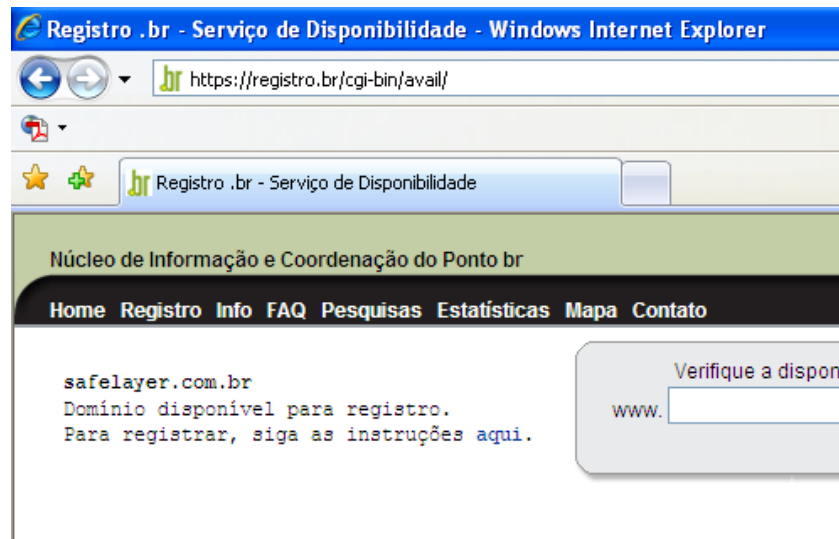 Registro .br - Serviço de Disponibilidade - Windows Internet Explorer
.br https://registro.br/cgi-bin/avail/
.br Registro .br - Serviço de Disponibilidade
Núcleo de Informação e Coordenação do Ponto br
Home Registro Info FAQ Pesquisas Estatísticas Mapa Contato
safelayer.com.br
Domínio disponível para registro.
Para registrar, siga as instruções aqui.
Verifique a dispon
www.